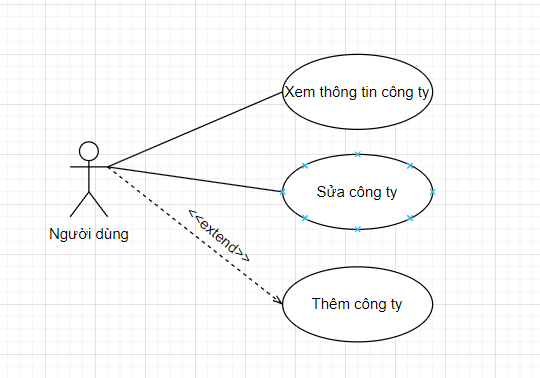 Xem thông tin công ty
Sửa công ty
Người dùng
<<extend>>
Thêm công ty